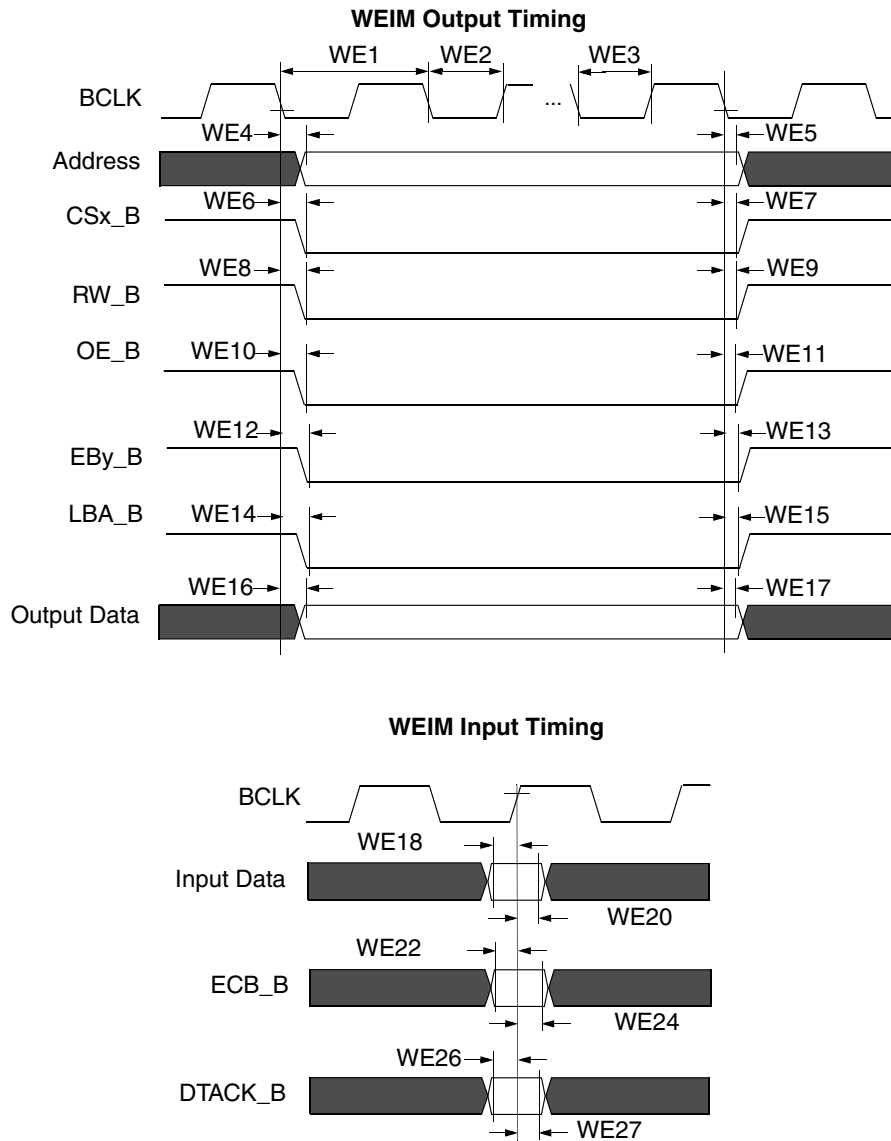 WEIM Output Timing
WE1 WE2 WE3
BCLK ...
WE4 WE5
Address
WE6 WE7
CSx_B
WE8 WE9
RW_B
OE_B
WE10 WE11
WE12 WE13
EBy_B
LBA_B
WE14 WE15
WE16 WE17
Output Data
WEIM Input Timing
BCLK
WE18
Input Data
WE20
WE22
ECB_B
WE24
WE26
DTACK_B
WE27